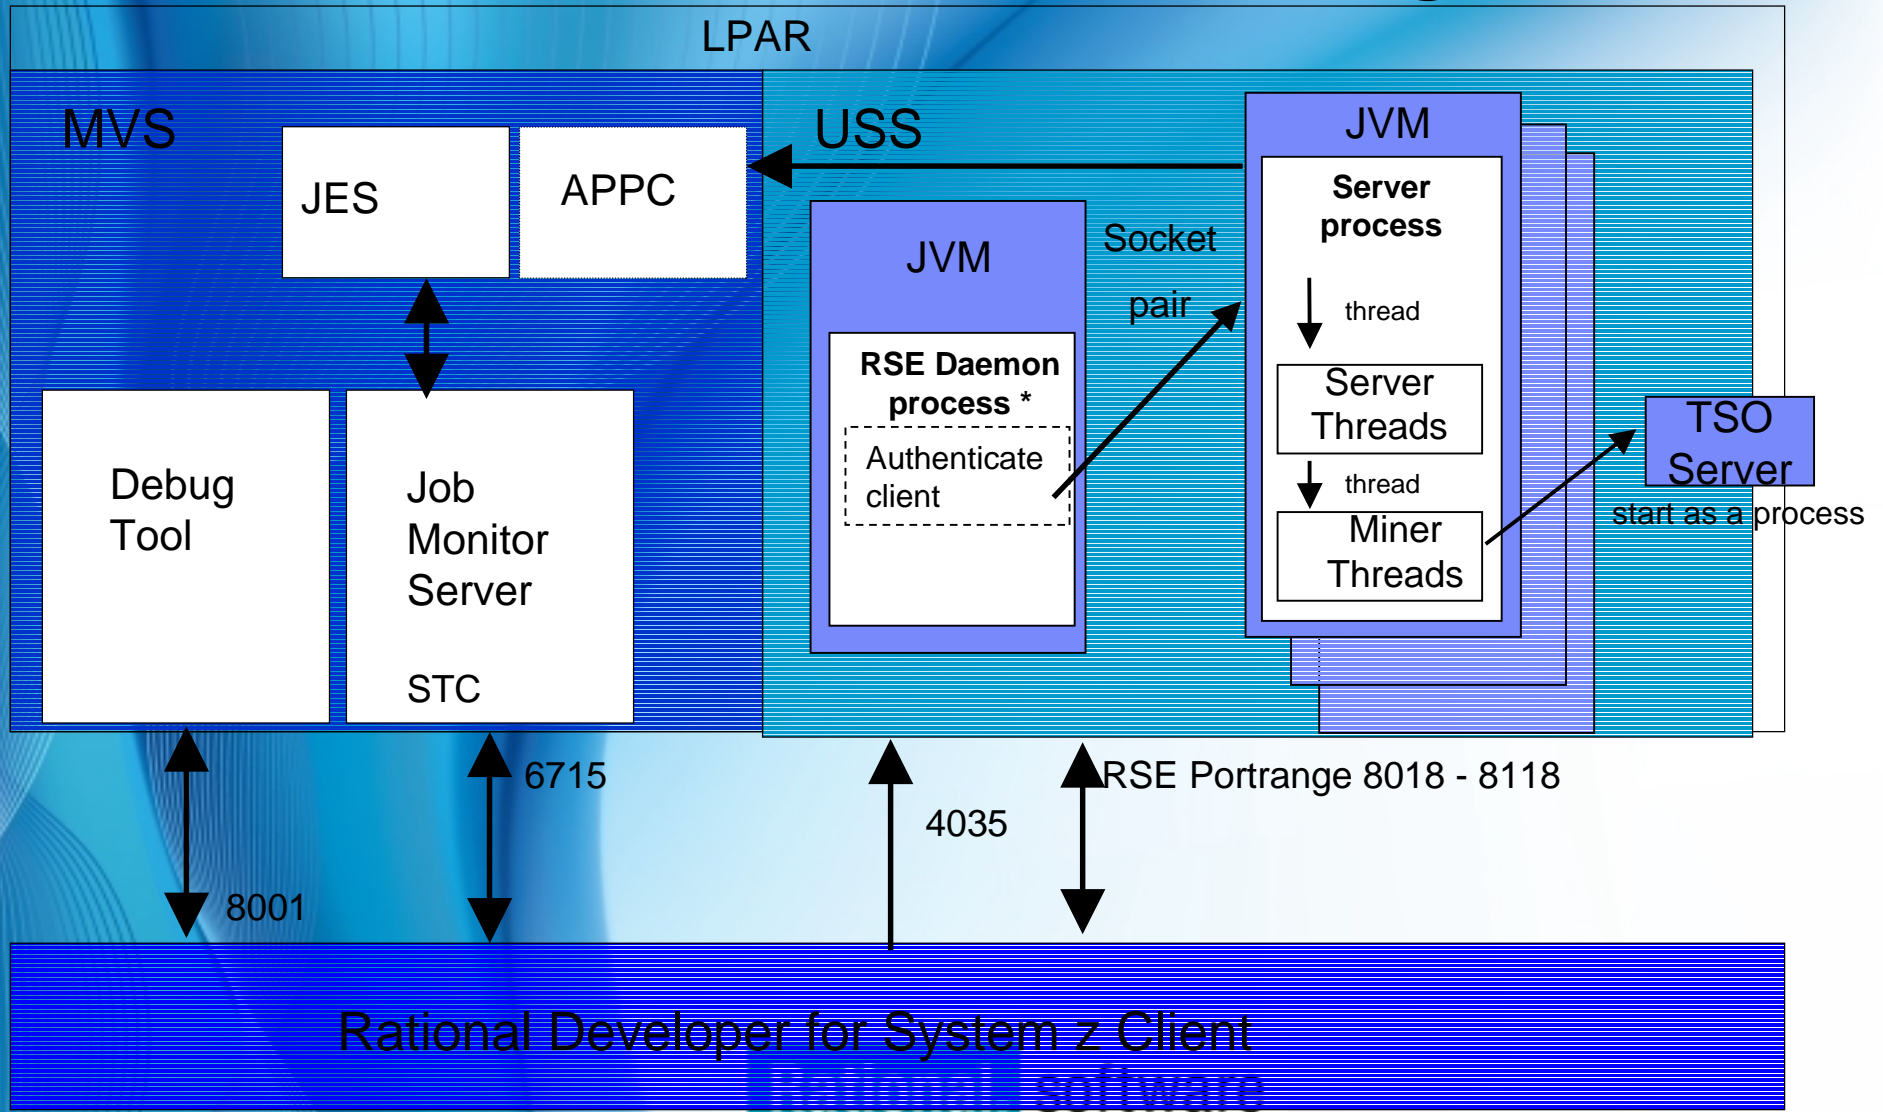 LPAR
MVS
USS
JES
APPC
JVM
Server
process
thread
Server
Threads
thread
Miner
Threads
Socket
pair
JVM
RSE Daemon
process *
Authenticate
client
TSO
Server
start as a process
Debug
Tool
Job
Monitor
Server
STC
6715
RSE Portrange 8018 - 8118
4035
8001
Rational Developer for System z Client
Rational software